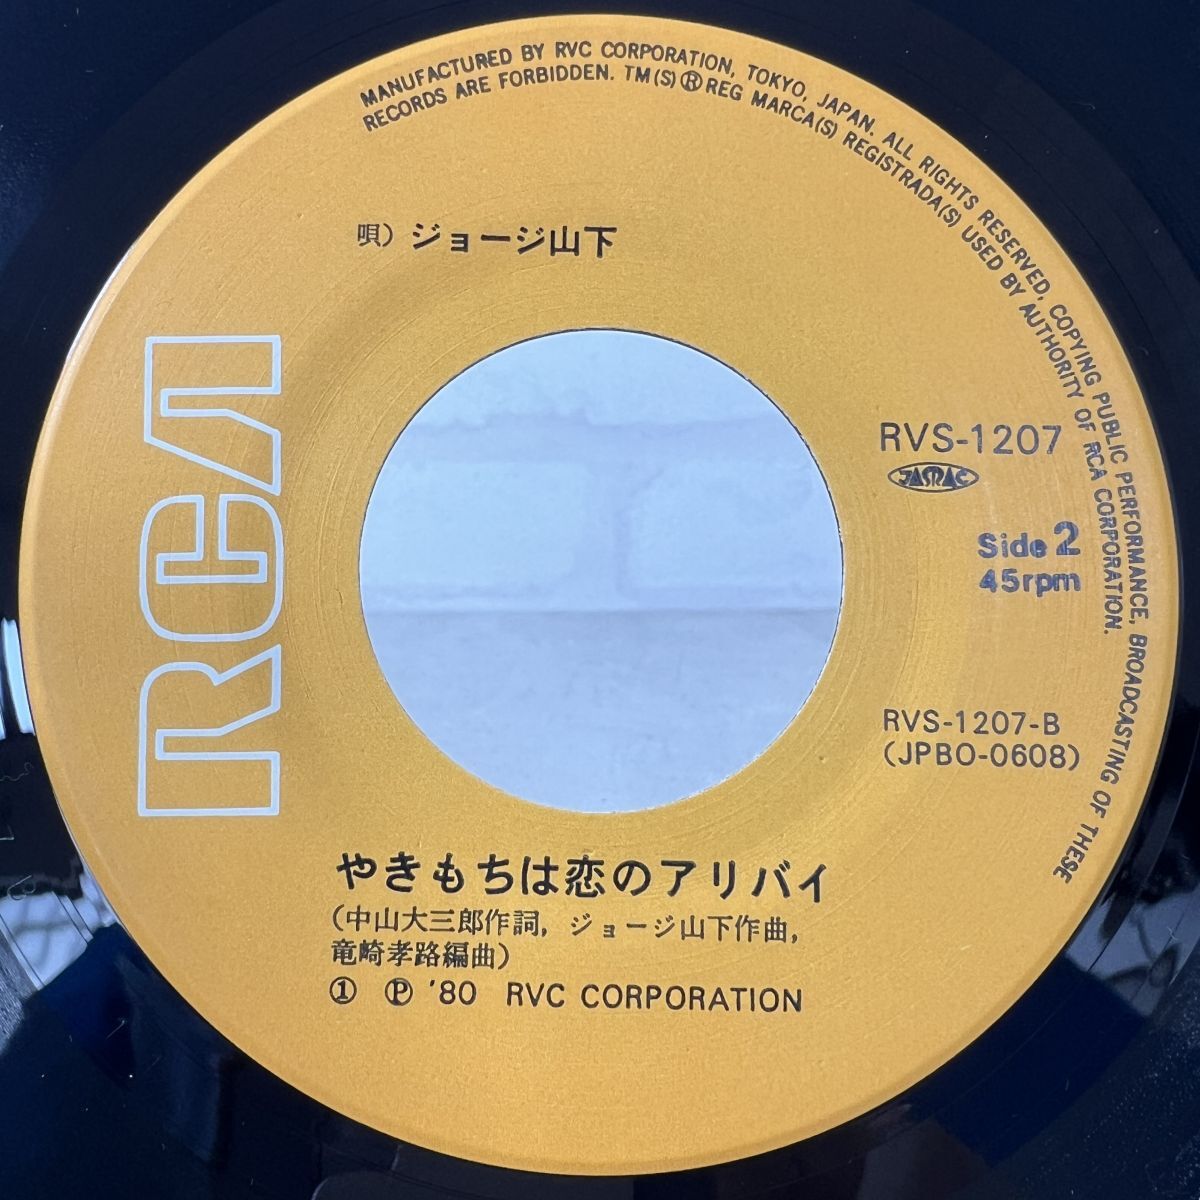 MANUFACTURED BY RVC CORPORATION, TOKYO, JAPAN. ALL RIGHTS RESERVED, COPYING PUBLIC PERFORMANCE, BROADCASTING OF THESE
RECORDS ARE FORBIDDEN. TM(S)®REG MARCA(S) REGISTRADA(S) USED BY AUTHORITY OF RCA CORPORATION.
唄) ジョージ山下
RCA
RVS-1207
JASRAC
Side 2
45rpm
RVS-1207-B
(JPBO-0608)
やきもちは恋のアリバイ
(中山大三郎作詞, ジョージ山下作曲,
竜崎孝路編曲)
① Ⓟ '80 RVC CORPORATION